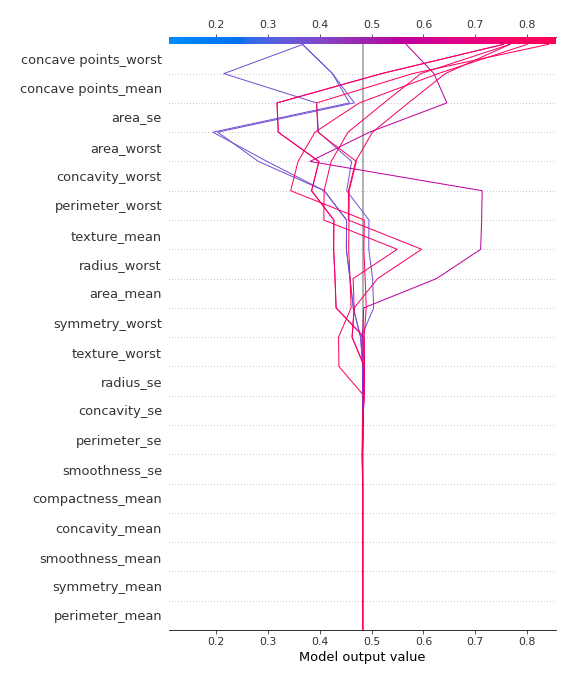 0.2 0.3 0.4 0.5 0.6 0.7 0.8
concave points_worst
concave points_mean
area_se
area_worst
concavity_worst
perimeter_worst
texture_mean
radius_worst
area_mean
symmetry_worst
texture_worst
radius_se
concavity_se
perimeter_se
smoothness_se
compactness_mean
concavity_mean
smoothness_mean
symmetry_mean
perimeter_mean
0.2 0.3 0.4 0.5 0.6 0.7 0.8
Model output value